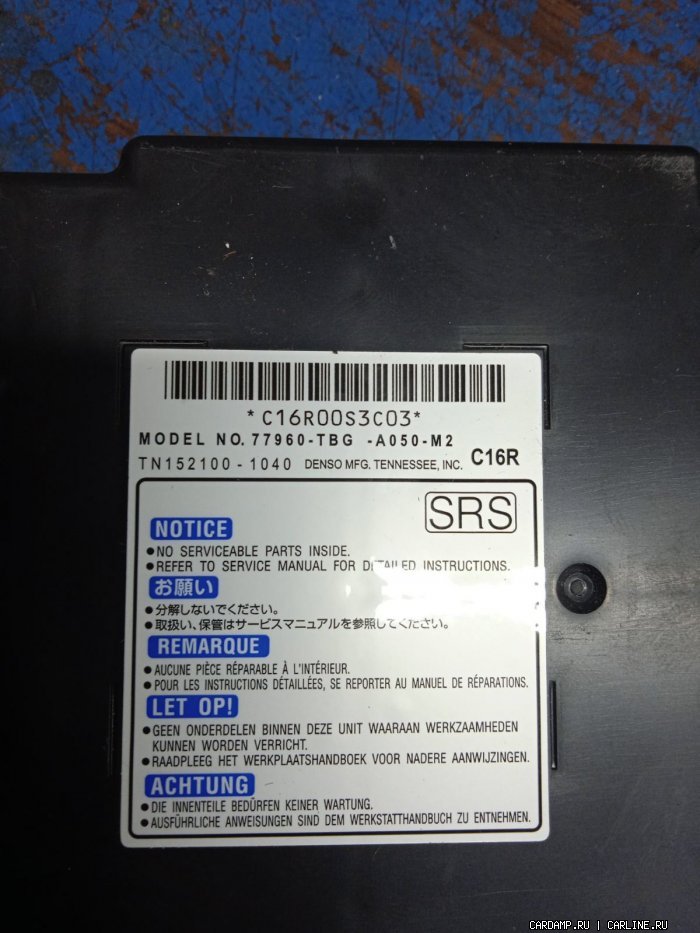 *C16R00S3C03*
MODEL NO. 77960-TBG -A050-M2
TN152100-1040 DENSO MFG. TENNESSEE, INC. C16R
SRS
NOTICE
●NO SERVICEABLE PARTS INSIDE.
●REFER TO SERVICE MANUAL FOR DETAILED INSTRUCTIONS.
お願い
●分解しないでください。
●取扱い、保管はサービスマニュアルを参照してください。
REMARQUE
●AUCUNE PIÈCE RÉPARABLE À L'INTÉRIEUR.
●POUR LES INSTRUCTIONS DÉTAILLÉES, SE REPORTER AU MANUEL DE RÉPARATIONS.
LET OP!
●GEEN ONDERDELEN BINNEN DEZE UNIT WAARAAN WERKZAAMHEDEN
KUNNEN WORDEN VERRICHT.
●RAADPLEEG HET WERKPLAATSHANDBOEK VOOR NADERE AANWIJZINGEN.
ACHTUNG
●DIE INNENTEILE BEDÜRFEN KEINER WARTUNG.
●AUSFÜHRLICHE ANWEISUNGEN SIND DEM WERKSTATTHANDBUCH ZU ENTNEHMEN.
CARDAMP.RU | CARLINE.RU